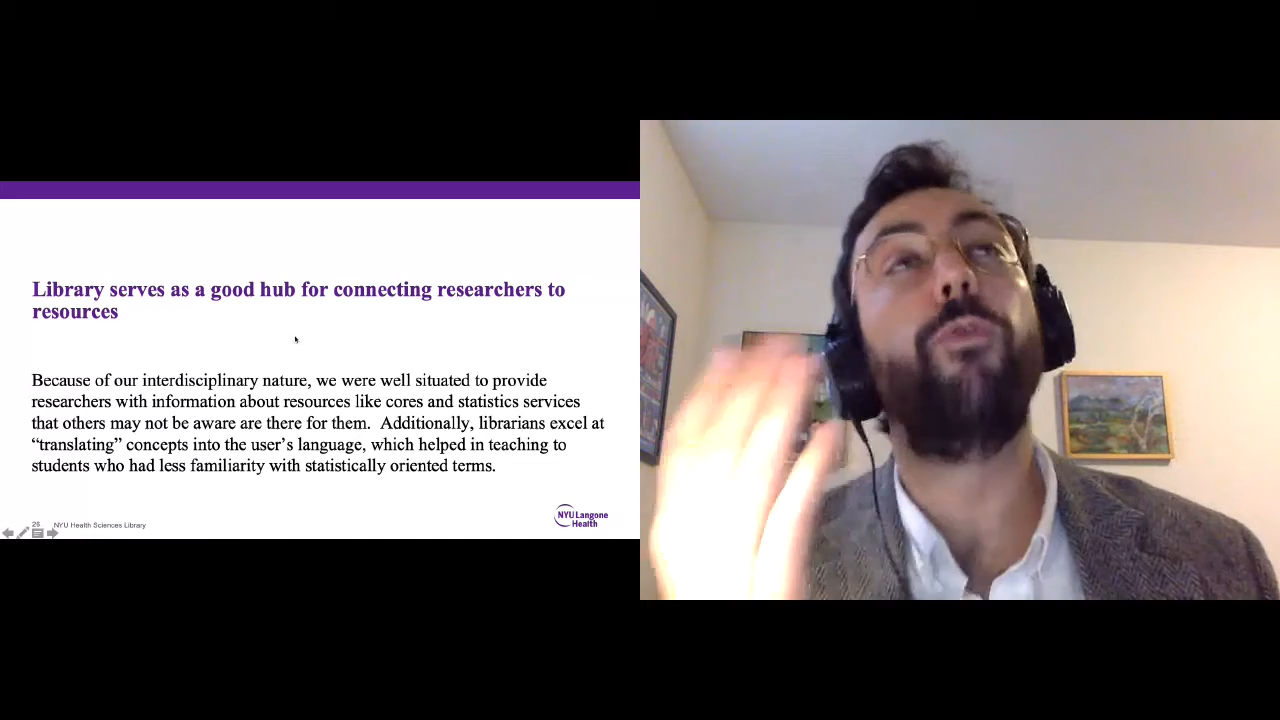 Library serves as a good hub for connecting researchers to
resources
Because of our interdisciplinary nature, we were well situated to provide
researchers with information about resources like cores and statistics services
that others may not be aware are there for them.  Additionally, librarians excel at
“translating” concepts into the user’s language, which helped in teaching to
students who had less familiarity with statistically oriented terms.
26 NYU Health Sciences Library
NYU Langone
Health